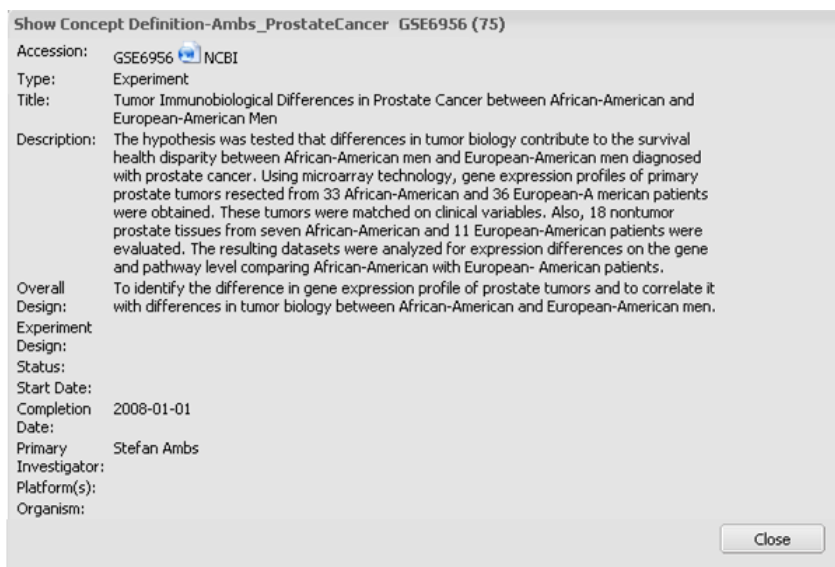 Show Concept Definition-Ambs_ProstateCancer GSE6956 (75)
Accession: GSE6956 NCBI
Type: Experiment
Title: Tumor Immunobiological Differences in Prostate Cancer between African-American and
European-American Men
Description: The hypothesis was tested that differences in tumor biology contribute to the survival
health disparity between African-American men and European-American men diagnosed
with prostate cancer. Using microarray technology, gene expression profiles of primary
prostate tumors resected from 33 African-American and 36 European-A merican patients
were obtained. These tumors were matched on clinical variables. Also, 18 nontumor
prostate tissues from seven African-American and 11 European-American patients were
evaluated. The resulting datasets were analyzed for expression differences on the gene
and pathway level comparing African-American with European- American patients.
Overall To identify the difference in gene expression profile of prostate tumors and to correlate it
Design: with differences in tumor biology between African-American and European-American men.
Experiment
Design:
Status:
Start Date:
Completion 2008-01-01
Date:
Primary Stefan Ambs
Investigator:
Platform(s):
Organism:
Close